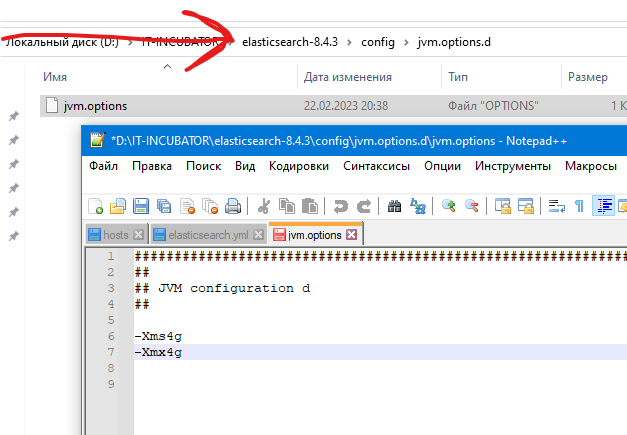 Локальный диск (D:) › IT-INCUBATOR › elasticsearch-8.4.3 › config › jvm.options.d
Имя Дата изменения Тип Размер
jvm.options 22.02.2023 20:38 Файл "OPTIONS" 1 К
*D:\IT-INCUBATOR\elasticsearch-8.4.3\config\jvm.options.d\jvm.options - Notepad++
Файл Правка Поиск Вид Кодировки Синтаксисы Опции Инструменты Макросы
hosts elasticsearch.yml jvm.options
1 ################################################################
2 ##
3 ## JVM configuration d
4 ##
5
6 -Xms4g
7 -Xmx4g
8
9